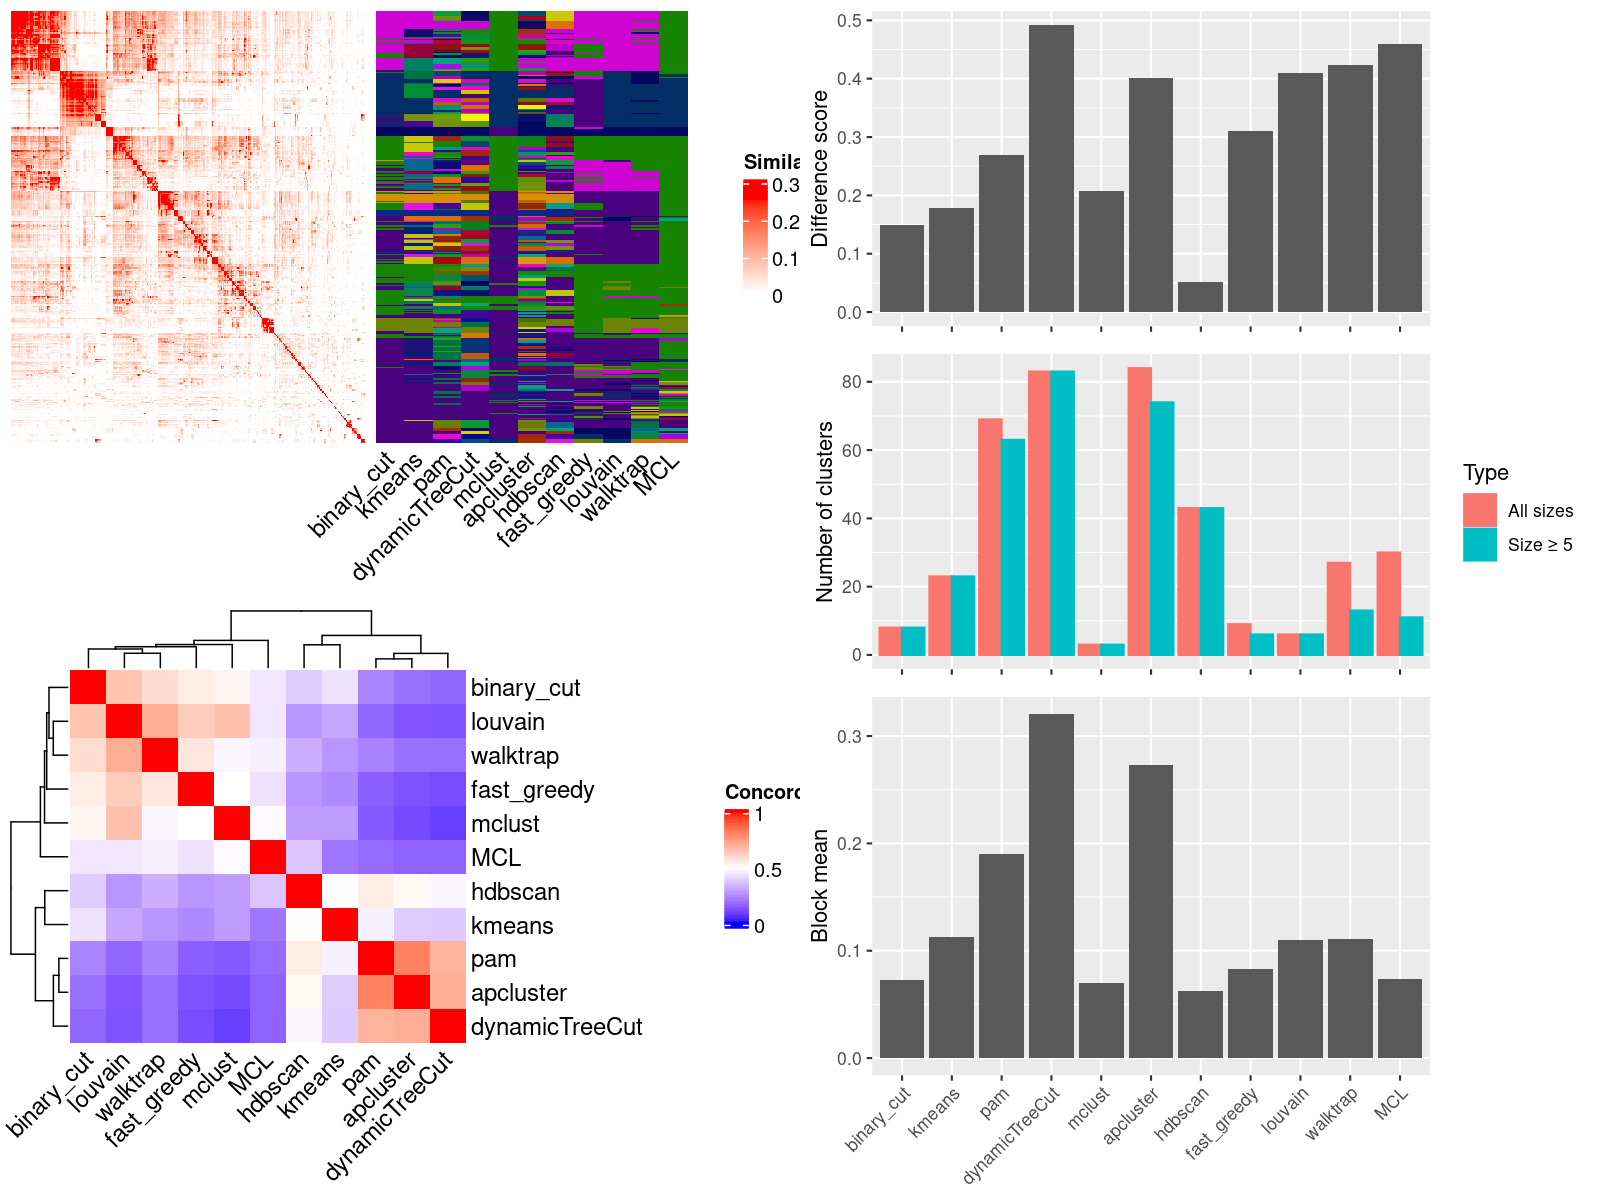 Simila
0.3
0.2
0.1
0
binary_cut
kmeans
pam
dynamicTreeCut
mclust
apcluster
hdbscan
fast_greedy
louvain
walktrap
MCL
Difference score
0.5
0.4
0.3
0.2
0.1
0.0
Number of clusters
80
60
40
20
0
Type
All sizes
Size ≥ 5
Block mean
0.3
0.2
0.1
0.0
binary_cut
kmeans
pam
dynamicTreeCut
mclust
apcluster
hdbscan
fast_greedy
louvain
walktrap
MCL
binary_cut
louvain
walktrap
fast_greedy
mclust
MCL
hdbscan
kmeans
pam
apcluster
dynamicTreeCut
Concord
1
0.5
0
binary_cut
louvain
walktrap
fast_greedy
mclust
MCL
hdbscan
kmeans
pam
apcluster
dynamicTreeCut